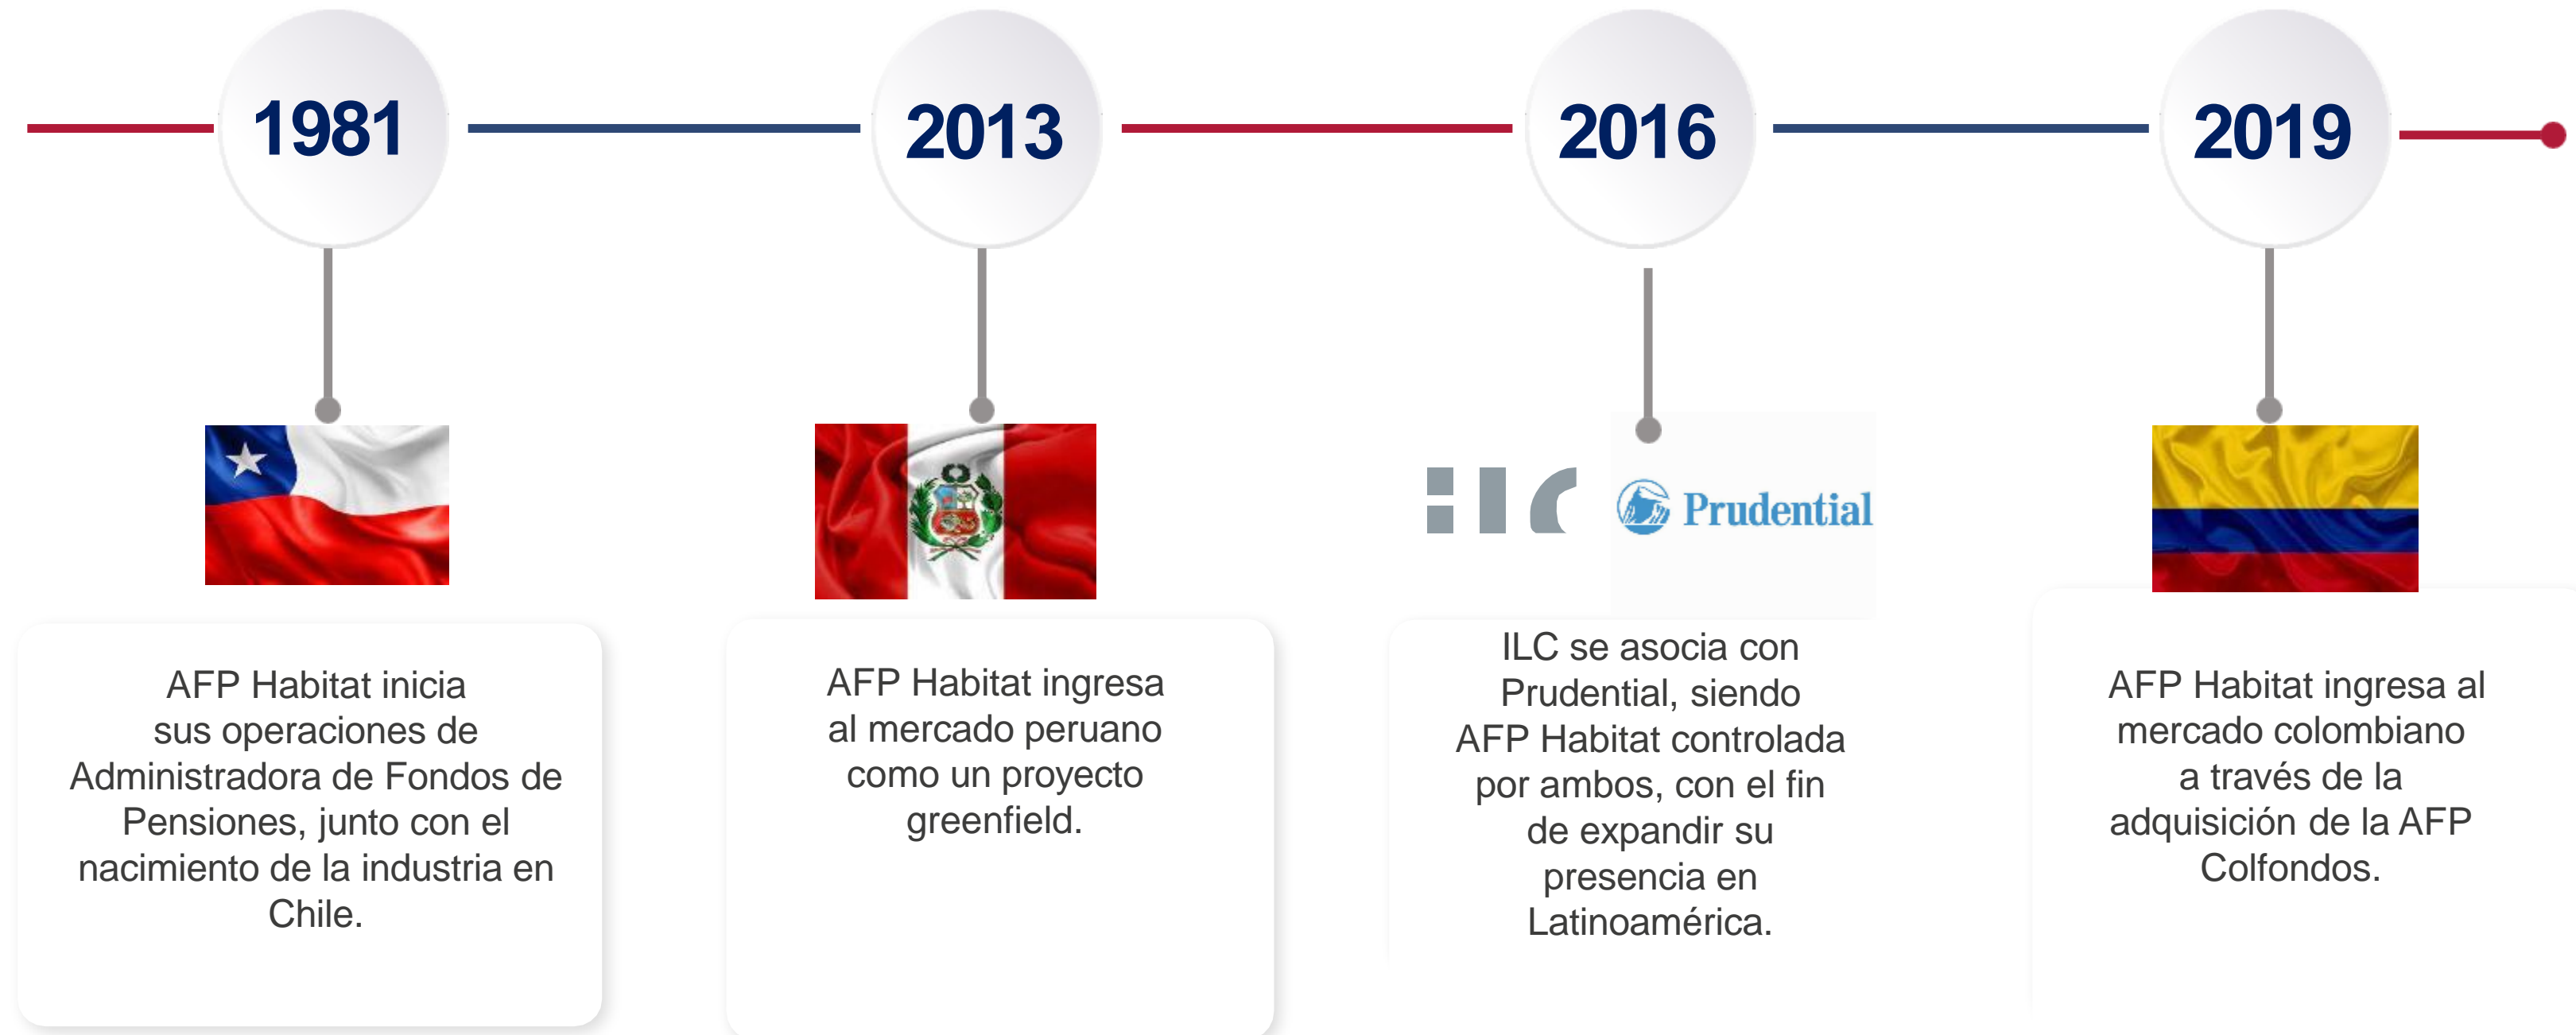 1981
2013
2016
2019
ILC
Prudential
AFP Habitat inicia
sus operaciones de
Administradora de Fondos de
Pensiones, junto con el
nacimiento de la industria en
Chile.
AFP Habitat ingresa
al mercado peruano
como un proyecto
greenfield.
ILC se asocia con
Prudential, siendo
AFP Habitat controlada
por ambos, con el fin
de expandir su
presencia en
Latinoamérica.
AFP Habitat ingresa al
mercado colombiano
a través de la
adquisición de la AFP
Colfondos.